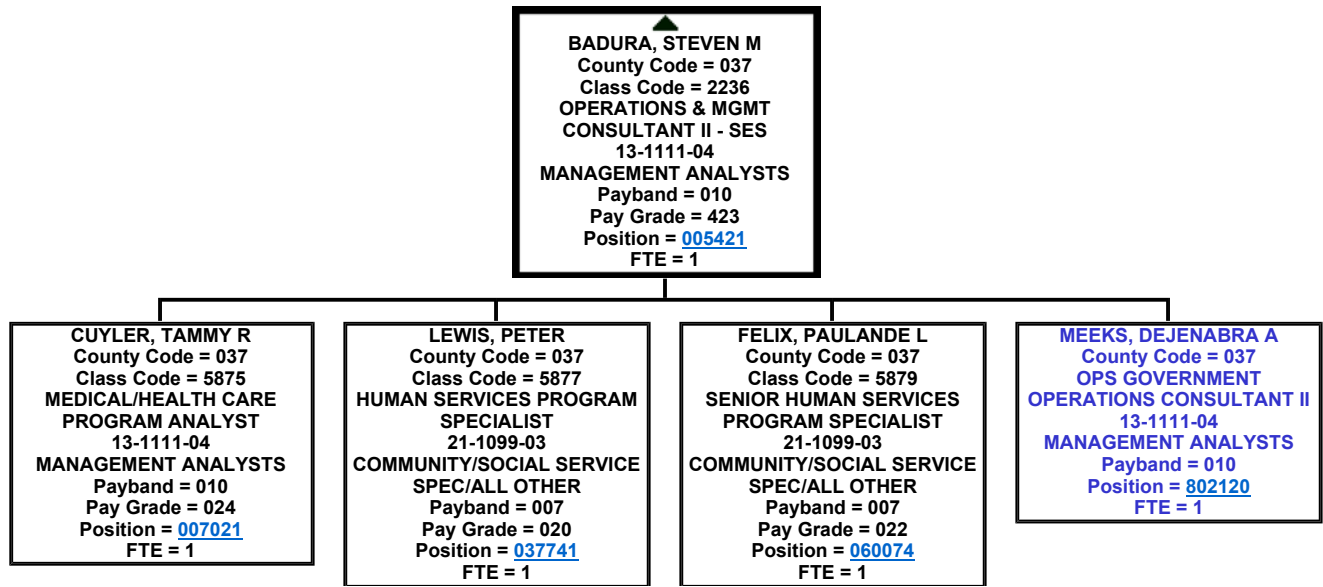 BADURA, STEVEN M
County Code = 037
Class Code = 2236
OPERATIONS & MGMT
CONSULTANT II - SES
13-1111-04
MANAGEMENT ANALYSTS
Payband = 010
Pay Grade = 423
Position = 005421
FTE = 1
CUYLER, TAMMY R
County Code = 037
Class Code = 5875
MEDICAL/HEALTH CARE
PROGRAM ANALYST
13-1111-04
MANAGEMENT ANALYSTS
Payband = 010
Pay Grade = 024
Position = 007021
FTE = 1
LEWIS, PETER
County Code = 037
Class Code = 5877
HUMAN SERVICES PROGRAM
SPECIALIST
21-1099-03
COMMUNITY/SOCIAL SERVICE
SPEC/ALL OTHER
Payband = 007
Pay Grade = 020
Position = 037741
FTE = 1
FELIX, PAULANDE L
County Code = 037
Class Code = 5879
SENIOR HUMAN SERVICES
PROGRAM SPECIALIST
21-1099-03
COMMUNITY/SOCIAL SERVICE
SPEC/ALL OTHER
Payband = 007
Pay Grade = 022
Position = 060074
FTE = 1
MEEKS, DEJENABRA A
County Code = 037
OPS GOVERNMENT
OPERATIONS CONSULTANT II
13-1111-04
MANAGEMENT ANALYSTS
Payband = 010
Position = 802120
FTE = 1